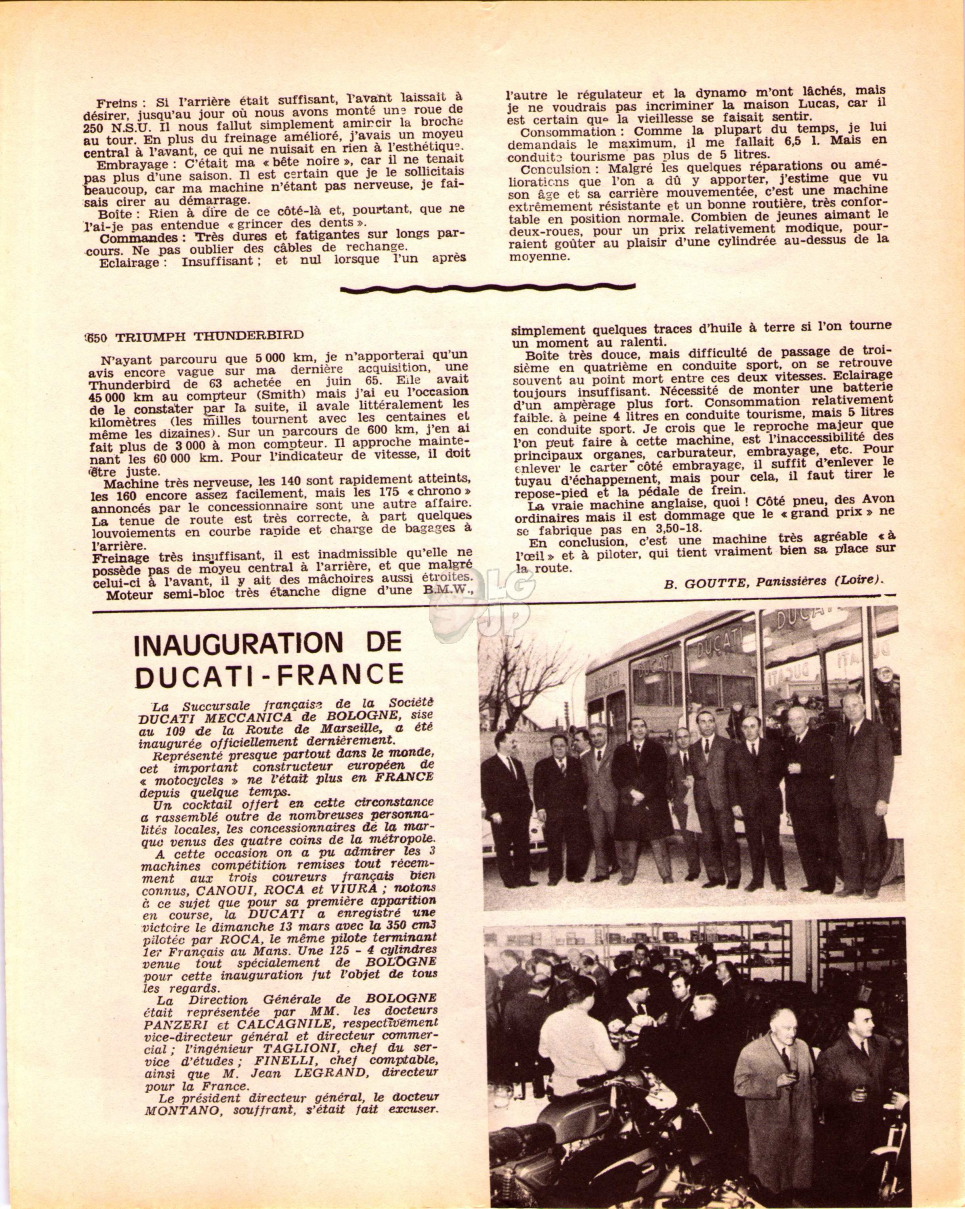 Freins : Si l'arrière était suffisant, l'avant laissait à
désirer, jusqu'au jour où nous avons monté une roue de
250 N.S.U. Il nous fallut simplement amincir la broche
au tour. En plus du freinage amélioré, j'avais un moyeu
central à l'avant, ce qui ne nuisait en rien à l'esthétique.
Embrayage : C'était ma « bête noire », car il ne tenait
pas plus d'une saison. Il est certain que je le sollicitais
beaucoup, car ma machine n'étant pas nerveuse, je fai-
sais cirer au démarrage.
Boîte : Rien à dire de ce côté-là et, pourtant, que ne
l'ai-je pas entendue « grincer des dents ».
Commandes : Très dures et fatigantes sur longs par-
cours. Ne pas oublier des câbles de rechange.
Eclairage : Insuffisant ; et nul lorsque l'un après
l'autre le régulateur et la dynamo m'ont lâchés, mais
je ne voudrais pas incriminer la maison Lucas, car il
est certain que la vieillesse se faisait sentir.
Consommation : Comme la plupart du temps, je lui
demandais le maximum, il me fallait 6,5 l. Mais en
conduite tourisme pas plus de 5 litres.
Conculsion : Malgré les quelques réparations ou amé-
liorations que l'on a dû y apporter, j'estime que vu
son âge et sa carrière mouvementée, c'est une machine
extrêmement résistante et un bonne routière, très confor-
table en position normale. Combien de jeunes aimant le
deux-roues, pour un prix relativement modique, pour-
raient goûter au plaisir d'une cylindrée au-dessus de la
moyenne.
650 TRIUMPH THUNDERBIRD
N'ayant parcouru que 5 000 km, je n'apporterai qu'un
avis encore vague sur ma dernière acquisition, une
Thunderbird de 63 achetée en juin 65. Elle avait
45 000 km au compteur (Smith) mais j'ai eu l'occasion
de le constater par la suite, il avale littéralement les
kilomètres (les milles tournent avec les centaines et
même les dizaines). Sur un parcours de 600 km, j'en ai
fait plus de 3 000 à mon compteur. Il approche mainte-
nant les 60 000 km. Pour l'indicateur de vitesse, il doit
être juste.
Machine très nerveuse, les 140 sont rapidement atteints,
les 160 encore assez facilement, mais les 175 « chrono »
annoncés par le concessionnaire sont une autre affaire.
La tenue de route est très correcte, à part quelques
louvoiements en courbe rapide et charge de bagages à
l'arrière.
Freinage très insuffisant, il est inadmissible qu'elle ne
possède pas de moyeu central à l'arrière, et que malgré
celui-ci à l'avant, il y ait des mâchoires aussi étroites.
Moteur semi-bloc très étanche digne d'une B.M.W.,
simplement quelques traces d'huile à terre si l'on tourne
un moment au ralenti.
Boîte très douce, mais difficulté de passage de troi-
sième en quatrième en conduite sport, on se retrouve
souvent au point mort entre ces deux vitesses. Eclairage
toujours insuffisant. Nécessité de monter une batterie
d'un ampérage plus fort. Consommation relativement
faible. à peine 4 litres en conduite tourisme, mais 5 litres
en conduite sport. Je crois que le reproche majeur que
l'on peut faire à cette machine, est l'inaccessibilité des
principaux organes, carburateur, embrayage, etc. Pour
enlever le carter côté embrayage, il suffit d'enlever le
tuyau d'échappement, mais pour cela, il faut tirer le
repose-pied et la pédale de frein.
La vraie machine anglaise, quoi ! Côté pneu, des Avon
ordinaires mais il est dommage que le « grand prix » ne
se fabrique pas en 3,50-18.
En conclusion, c'est une machine très agréable « à
l'œil » et à piloter, qui tient vraiment bien sa place sur
la route.
B. GOUTTE, Panissières (Loire).
LG
JP
INAUGURATION DE
DUCATI-FRANCE
La Succursale française de la Société
DUCATI MECCANICA de BOLOGNE, sise
au 109 de la Route de Marseille, a été
inaugurée officiellement dernièrement.
Représenté presque partout dans le monde,
cet important constructeur européen de
« motocycles » ne l'était plus en FRANCE
depuis quelque temps.
Un cocktail offert en cette circonstance
a rassemblé outre de nombreuses personna-
lités locales, les concessionnaires de la mar-
que venus des quatre coins de la métropole.
A cette occasion on a pu admirer les 3
machines compétition remises tout récem-
ment aux trois coureurs français bien
connus, CANOUI, ROCA et VIURA ; notons
à ce sujet que pour sa première apparition
en course, la DUCATI a enregistré une
victoire le dimanche 13 mars avec la 350 cm3
pilotée par ROCA, le même pilote terminant
1er Français au Mans. Une 125 - 4 cylindres
venue tout spécialement de BOLOGNE
pour cette inauguration fut l'objet de tous
les regards.
La Direction Générale de BOLOGNE
était représentée par MM. les docteurs
PANZERI et CALCAGNILE, respectivement
vice-directeur général et directeur commer-
cial ; l'ingénieur TAGLIONI, chef du ser-
vice d'études ; FINELLI, chef comptable,
ainsi que M. Jean LEGRAND, directeur
pour la France.
Le président directeur général, le docteur
MONTANO, souffrant, s'était fait excuser.
DUCATI
DUCATI
DUCATI
DUCATI